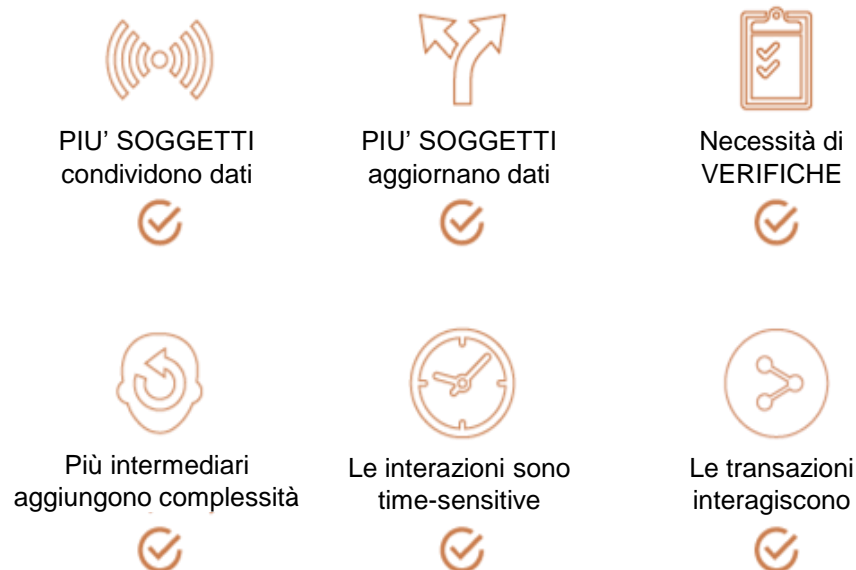 PIU' SOGGETTI
condividono dati
PIU' SOGGETTI
aggiornano dati
Necessità di
VERIFICHE
Più intermediari
aggiungono complessità
Le interazioni sono
time-sensitive
Le transazioni
interagiscono